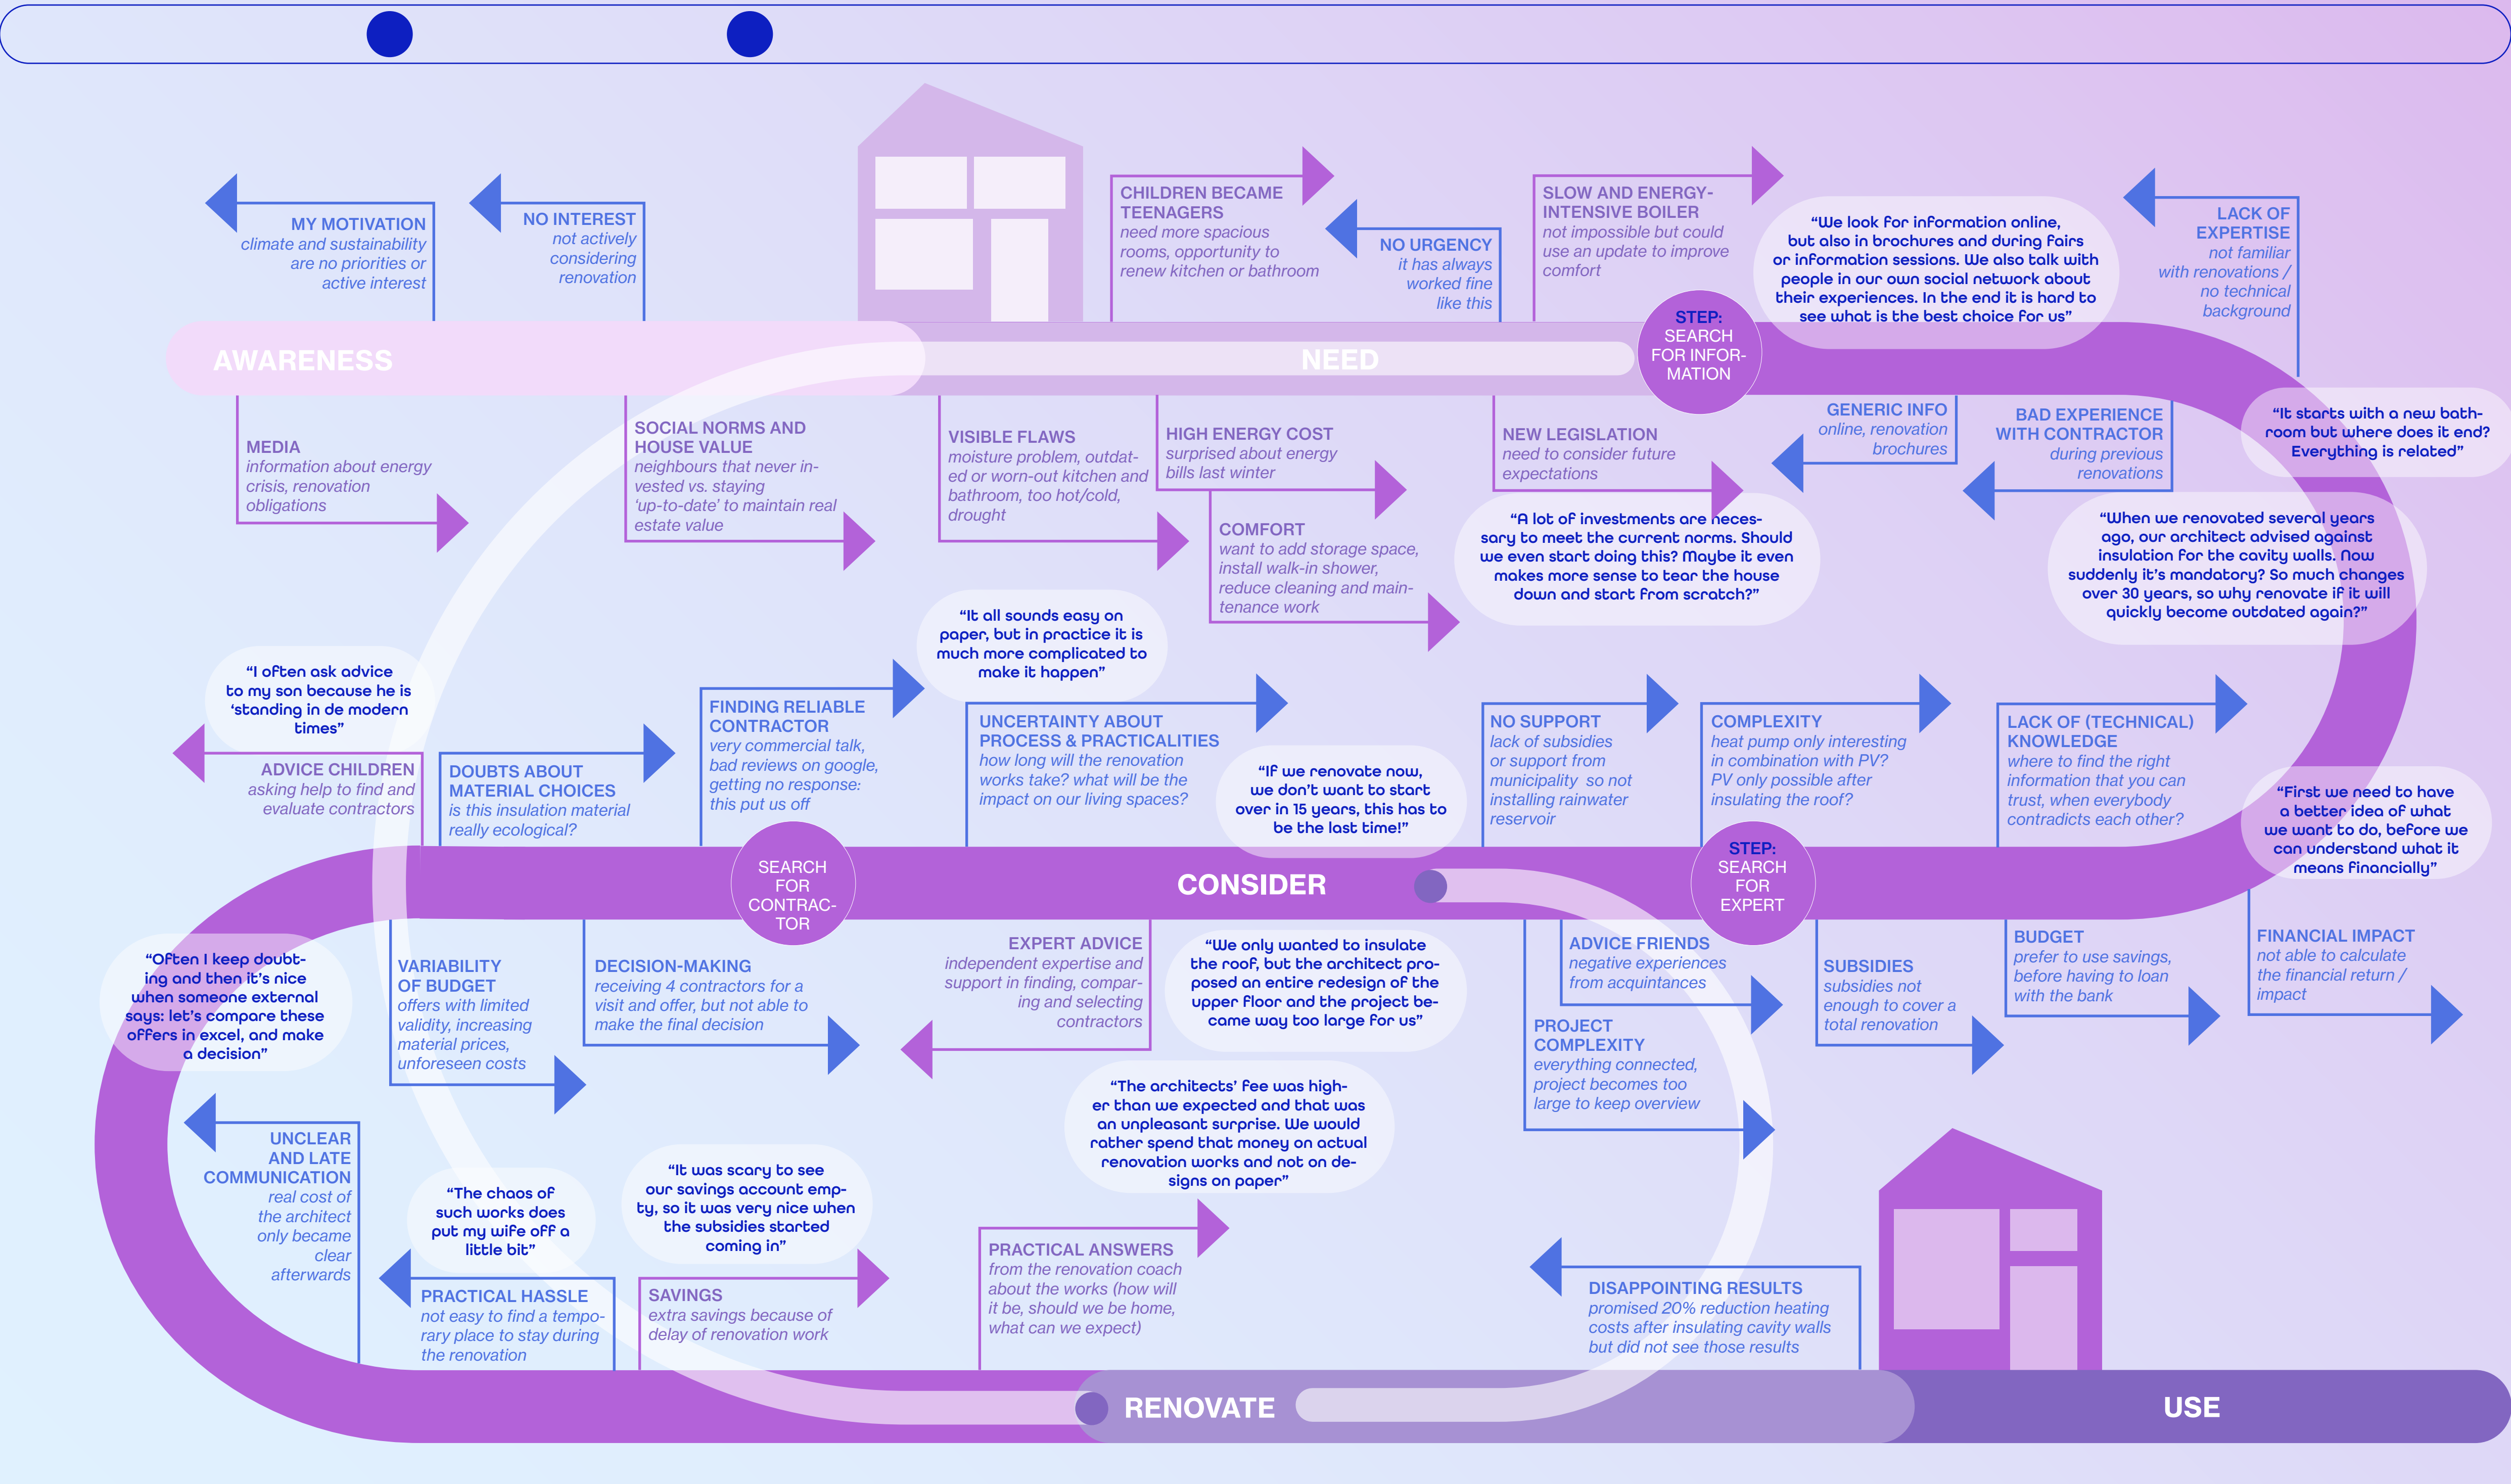 MY MOTIVATION
climate and sustainability
are no priorities or
active interest
NO INTEREST
not actively
considering
renovation
CHILDREN BECAME
TEENAGERS
need more spacious
rooms, opportunity to
renew kitchen or bathroom
NO URGENCY
it has always
worked fine
like this
SLOW AND ENERGY-
INTENSIVE BOILER
not impossible but could
use an update to improve
comfort
“We look for information online,
but also in brochures and during fairs
or information sessions. We also talk with
people in our own social network about
their experiences. In the end it is hard to
see what is the best choice for us”
LACK OF
EXPERTISE
not familiar
with renovations /
no technical
background
AWARENESS
NEED
STEP:
SEARCH
FOR INFOR-
MATION
MEDIA
information about energy
crisis, renovation
obligations
SOCIAL NORMS AND
HOUSE VALUE
neighbours that never in-
vested vs. staying
‘up-to-date’ to maintain real
estate value
VISIBLE FLAWS
moisture problem, outdat-
ed or worn-out kitchen and
bathroom, too hot/cold,
drought
HIGH ENERGY COST
surprised about energy
bills last winter
COMFORT
want to add storage space,
install walk-in shower,
reduce cleaning and main-
tenance work
NEW LEGISLATION
need to consider future
expectations
“A lot of investments are neces-
sary to meet the current norms. Should
we even start doing this? Maybe it even
makes more sense to tear the house
down and start from scratch?”
GENERIC INFO
online, renovation
brochures
BAD EXPERIENCE
WITH CONTRACTOR
during previous
renovations
“It starts with a new bath-
room but where does it end?
Everything is related”
“When we renovated several years
ago, our architect advised against
insulation for the cavity walls. Now
suddenly it’s mandatory? So much changes
over 30 years, so why renovate if it will
quickly become outdated again?”
“I often ask advice
to my son because he is
‘standing in de modern
times”
ADVICE CHILDREN
asking help to find and
evaluate contractors
DOUBTS ABOUT
MATERIAL CHOICES
is this insulation material
really ecological?
FINDING RELIABLE
CONTRACTOR
very commercial talk,
bad reviews on google,
getting no response:
this put us off
“It all sounds easy on
paper, but in practice it is
much more complicated to
make it happen”
UNCERTAINTY ABOUT
PROCESS & PRACTICALITIES
how long will the renovation
works take? what will be the
impact on our living spaces?
“If we renovate now,
we don’t want to start
over in 15 years, this has to
be the last time!”
NO SUPPORT
lack of subsidies
or support from
municipality so not
installing rainwater
reservoir
COMPLEXITY
heat pump only interesting
in combination with PV?
PV only possible after
insulating the roof?
LACK OF (TECHNICAL)
KNOWLEDGE
where to find the right
information that you can
trust, when everybody
contradicts each other?
“First we need to have
a better idea of what
we want to do, before we
can understand what it
means financially”
SEARCH
FOR
CONTRAC-
TOR
CONSIDER
STEP:
SEARCH
FOR
EXPERT
“Often I keep doubt-
ing and then it’s nice
when someone external
says: let’s compare these
offers in excel, and make
a decision”
VARIABILITY
OF BUDGET
offers with limited
validity, increasing
material prices,
unforeseen costs
DECISION-MAKING
receiving 4 contractors for a
visit and offer, but not able to
make the final decision
EXPERT ADVICE
independent expertise and
support in finding, compar-
ing and selecting
contractors
“We only wanted to insulate
the roof, but the architect pro-
posed an entire redesign of the
upper floor and the project be-
came way too large for us”
ADVICE FRIENDS
negative experiences
from acquintances
PROJECT
COMPLEXITY
everything connected,
project becomes too
large to keep overview
SUBSIDIES
subsidies not
enough to cover a
total renovation
BUDGET
prefer to use savings,
before having to loan
with the bank
FINANCIAL IMPACT
not able to calculate
the financial return /
impact
“The architects’ fee was high-
er than we expected and that was
an unpleasant surprise. We would
rather spend that money on actual
renovation works and not on de-
signs on paper”
UNCLEAR
AND LATE
COMMUNICATION
real cost of
the architect
only became
clear
afterwards
“The chaos of
such works does
put my wife off a
little bit”
PRACTICAL HASSLE
not easy to find a tempo-
rary place to stay during
the renovation
“It was scary to see
our savings account emp-
ty, so it was very nice when
the subsidies started
coming in”
SAVINGS
extra savings because of
delay of renovation work
PRACTICAL ANSWERS
from the renovation coach
about the works (how will
it be, should we be home,
what can we expect)
DISAPPOINTING RESULTS
promised 20% reduction heating
costs after insulating cavity walls
but did not see those results
RENOVATE
USE